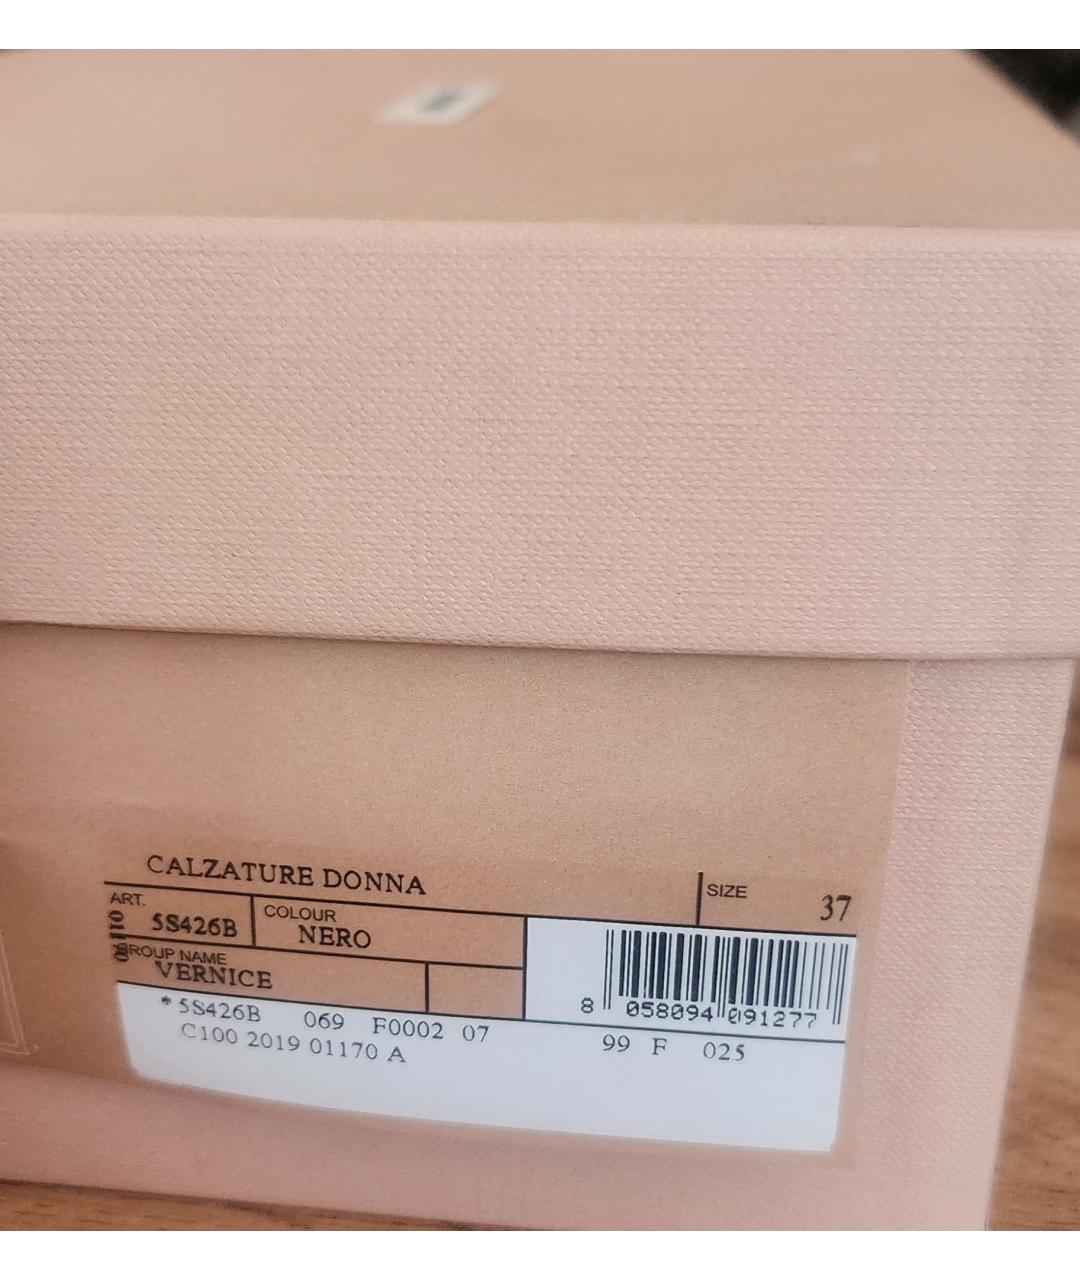 CALZATURE DONNA
SIZE 37
ART. 5S426B
COLOUR NERO
GROUP NAME
VERNICE
8 058094 091277
*5S426B 069 F0002 07
99 F 025
C100 2019 01170 A